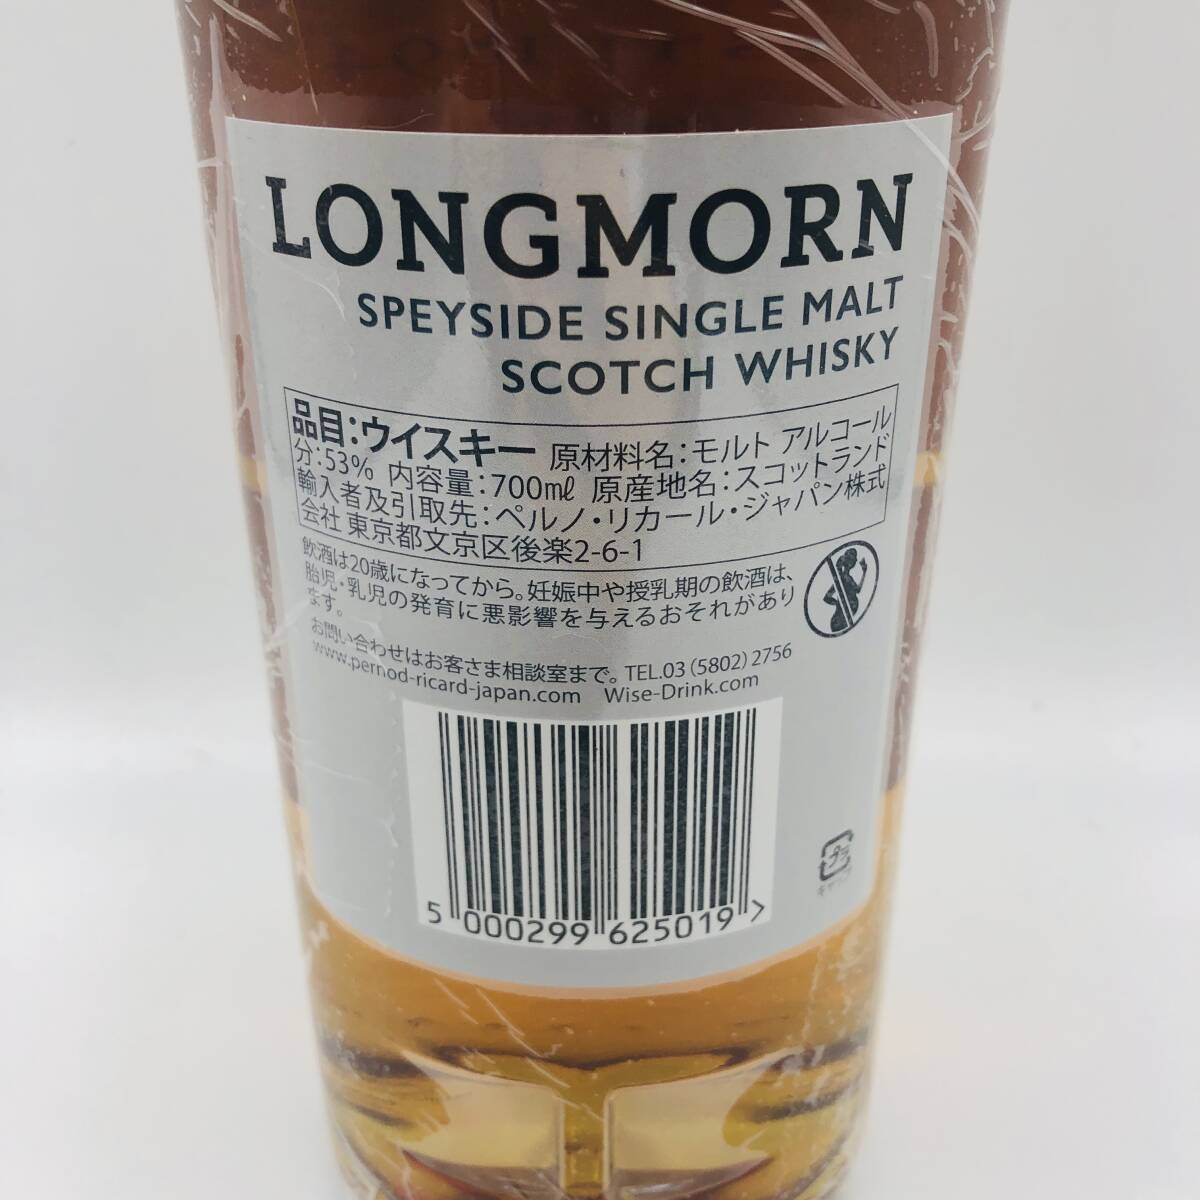 LONGMORN
SPEYSIDE SINGLE MALT
SCOTCH WHISKY
品目:ウイスキー 原材料名:モルト アルコール
分:53% 内容量:700㎖ 原産地名:スコットランド
輸入者及引取先:ペルノ・リカール・ジャパン株式
会社 東京都文京区後楽2-6-1
飲酒は20歳になってから。妊娠中や授乳期の飲酒は、
胎児・乳児の発育に悪影響を与えるおそれがあり
ます。
お問い合わせはお客さま相談室まで。TEL.03 (5802) 2756
www.pernod-ricard-japan.com Wise-Drink.com
プラ
キャップ
5 000299 625019 >